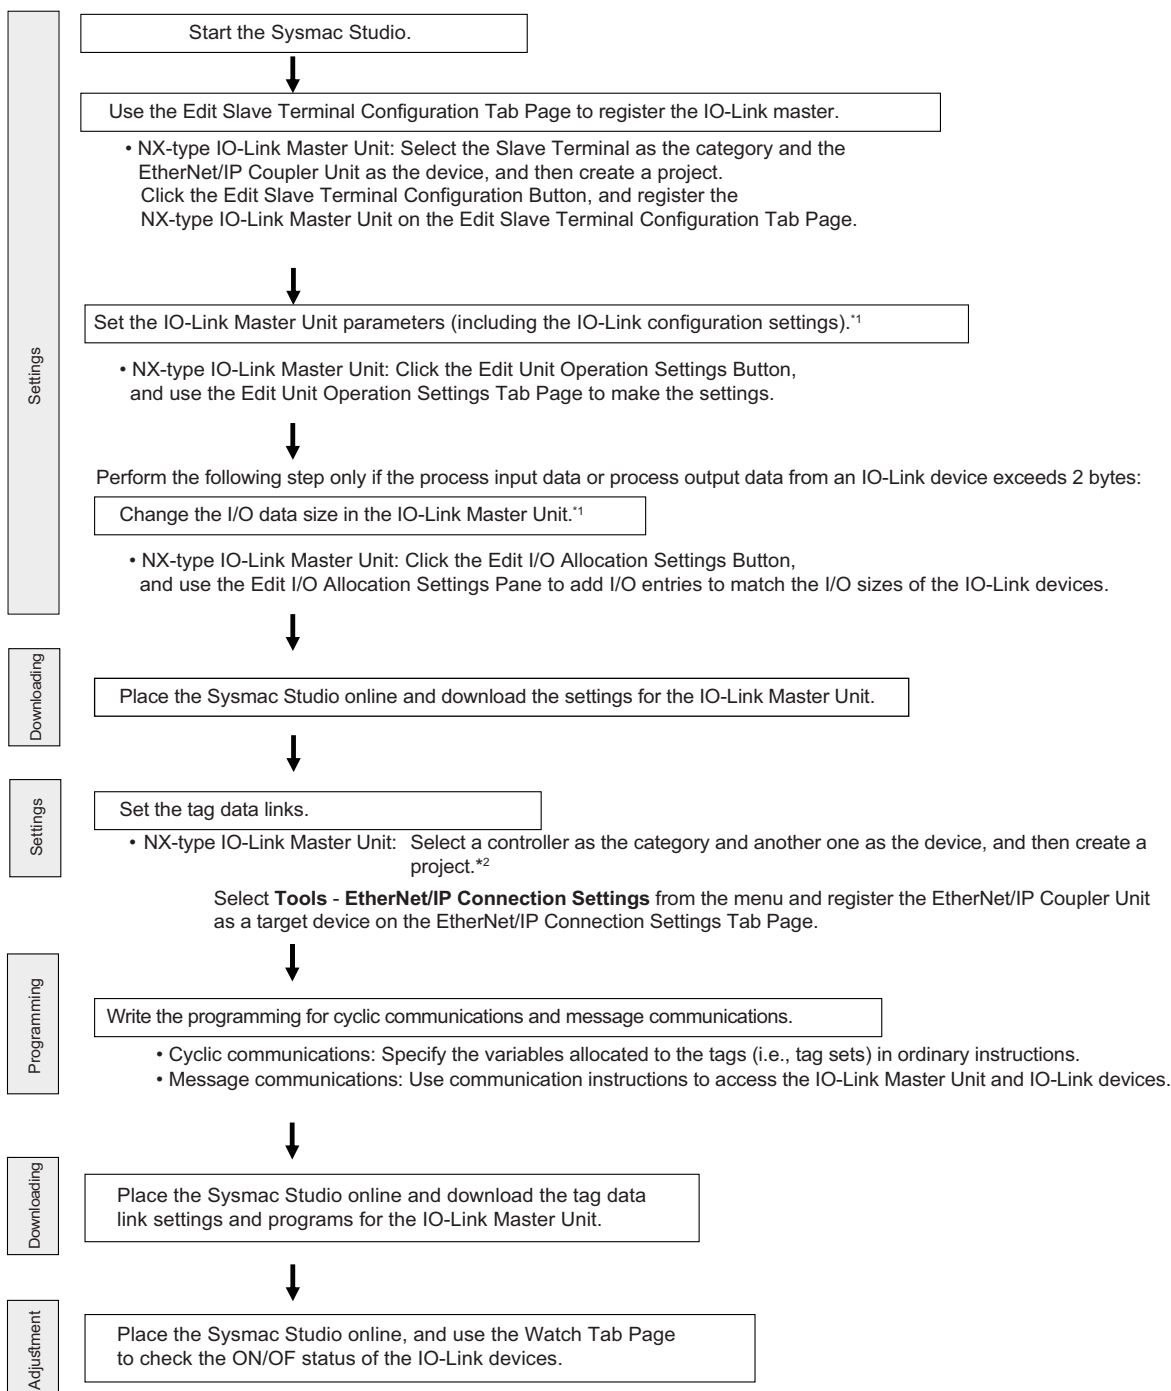 Settings
Start the Sysmac Studio.
Use the Edit Slave Terminal Configuration Tab Page to register the IO-Link master.
• NX-type IO-Link Master Unit: Select the Slave Terminal as the category and the
EtherNet/IP Coupler Unit as the device, and then create a project.
Click the Edit Slave Terminal Configuration Button, and register the
NX-type IO-Link Master Unit on the Edit Slave Terminal Configuration Tab Page.
Set the IO-Link Master Unit parameters (including the IO-Link configuration settings).*1
• NX-type IO-Link Master Unit: Click the Edit Unit Operation Settings Button,
and use the Edit Unit Operation Settings Tab Page to make the settings.
Perform the following step only if the process input data or process output data from an IO-Link device exceeds 2 bytes:
Change the I/O data size in the IO-Link Master Unit.*1
• NX-type IO-Link Master Unit: Click the Edit I/O Allocation Settings Button,
and use the Edit I/O Allocation Settings Pane to add I/O entries to match the I/O sizes of the IO-Link devices.
Downloading
Place the Sysmac Studio online and download the settings for the IO-Link Master Unit.
Settings
Set the tag data links.
• NX-type IO-Link Master Unit: Select a controller as the category and another one as the device, and then create a
project.*2
Select Tools - EtherNet/IP Connection Settings from the menu and register the EtherNet/IP Coupler Unit
as a target device on the EtherNet/IP Connection Settings Tab Page.
Programming
Write the programming for cyclic communications and message communications.
• Cyclic communications: Specify the variables allocated to the tags (i.e., tag sets) in ordinary instructions.
• Message communications: Use communication instructions to access the IO-Link Master Unit and IO-Link devices.
Downloading
Place the Sysmac Studio online and download the tag data
link settings and programs for the IO-Link Master Unit.
Adjustment
Place the Sysmac Studio online, and use the Watch Tab Page
to check the ON/OF status of the IO-Link devices.